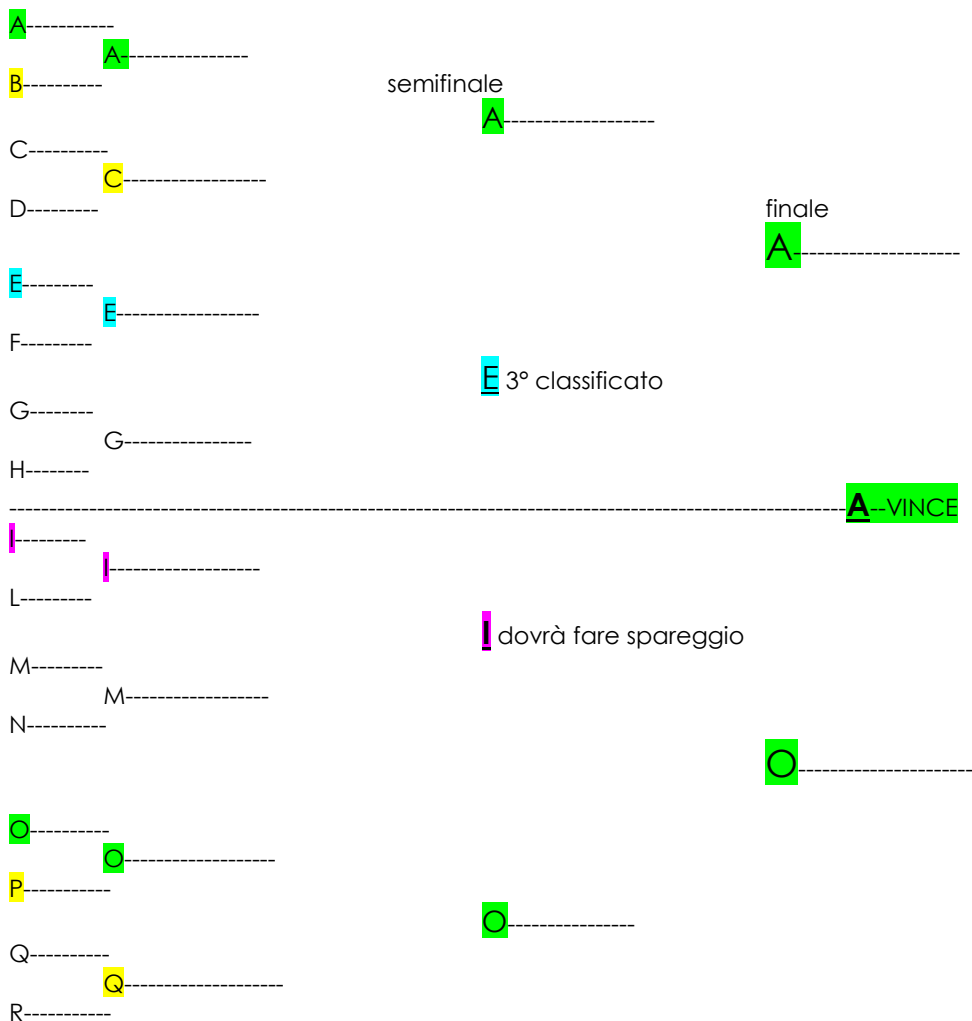 A-----------
A----------------
B----------
semifinale
A-------------------
C----------
C------------------
D---------
finale
A---------------------
E---------
E------------------
F---------
E 3° classificato
G--------
G----------------
H--------
----------------------------------------------------------------------------------------------------------A--VINCE
I---------
I-------------------
L---------
I dovrà fare spareggio
M---------
M------------------
N----------
O----------------------
O----------
O-------------------
P-----------
O----------------
Q----------
Q--------------------
R-----------